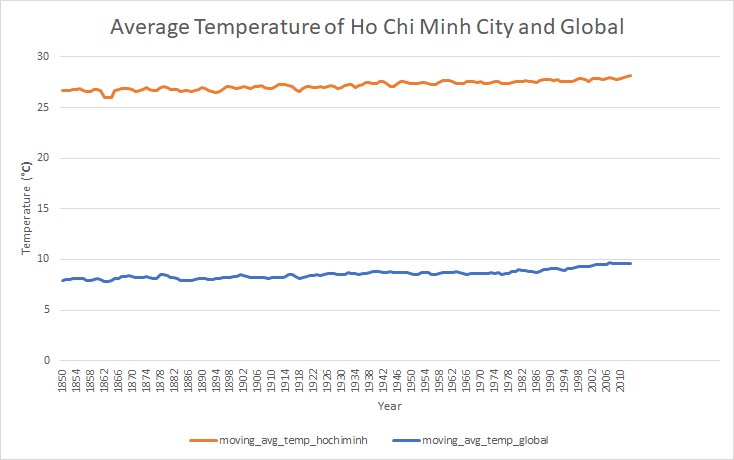 Average Temperature of Ho Chi Minh City and Global
30
25
20
15
10
5
0
Temperature (°C)
1850 1854 1858 1862 1866 1870 1874 1878 1882 1886 1890 1894 1898 1902 1906 1910 1914 1918 1922 1926 1930 1934 1938 1942 1946 1950 1954 1958 1962 1966 1970 1974 1978 1982 1986 1990 1994 1998 2002 2006 2010
Year
moving_avg_temp_hochiminh moving_avg_temp_global